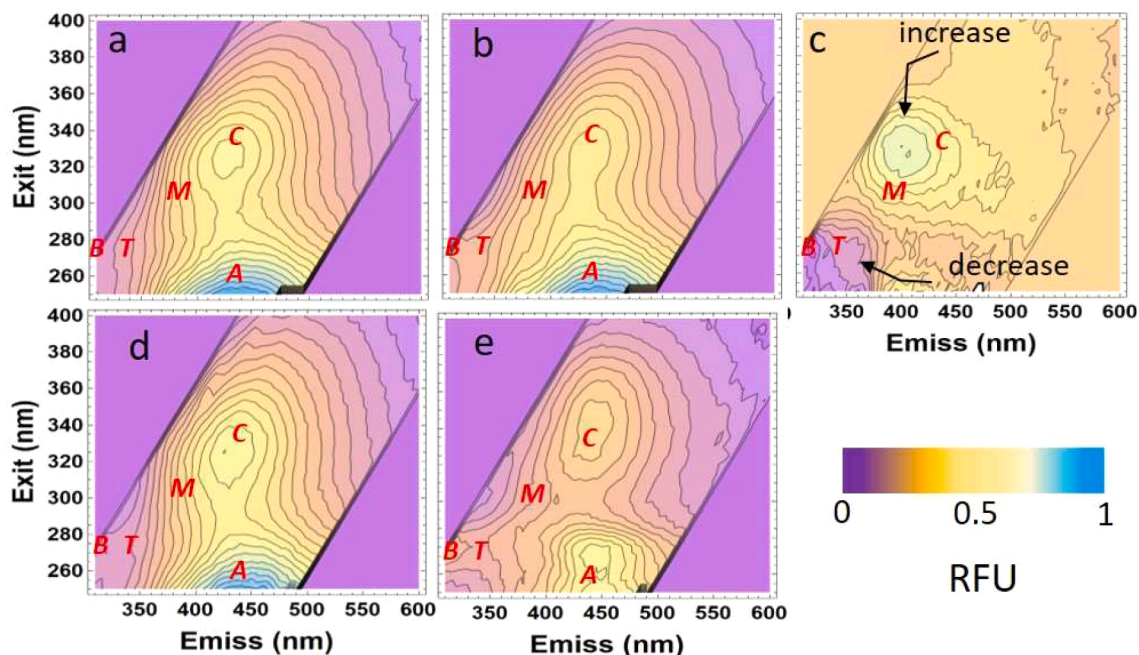 a
b
c
increase
decrease
400
380
360
340
320
300
280
260
Exit (nm)
C
M
B T
A
C
M
B T
A
C
M
B T
350 400 450 500 550 600
Emiss (nm)
d
e
400
380
360
340
320
300
280
260
Exit (nm)
C
M
B T
A
C
M
B T
A
350 400 450 500 550 600
Emiss (nm)
350 400 450 500 550 600
Emiss (nm)
0 0.5 1
RFU